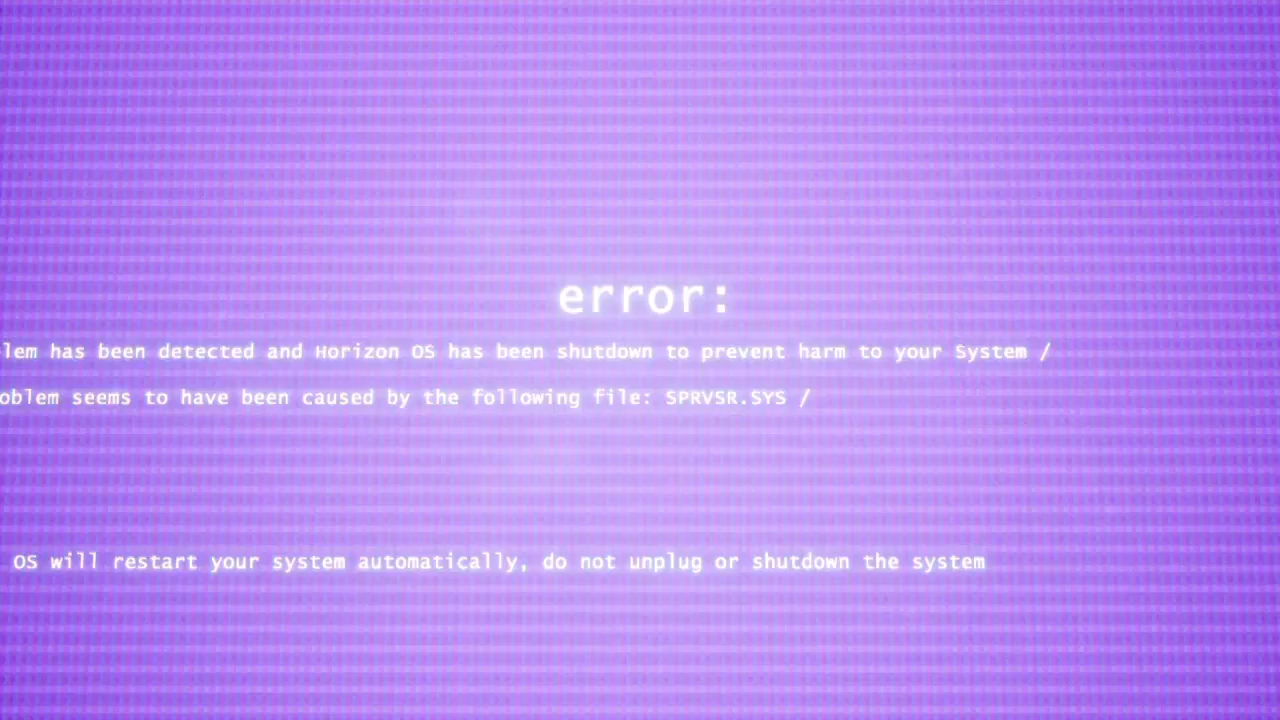 error:
lem has been detected and Horizon OS has been shutdown to prevent harm to your System /
oblem seems to have been caused by the following file: SPRVSR.SYS /
OS will restart your system automatically, do not unplug or shutdown the system